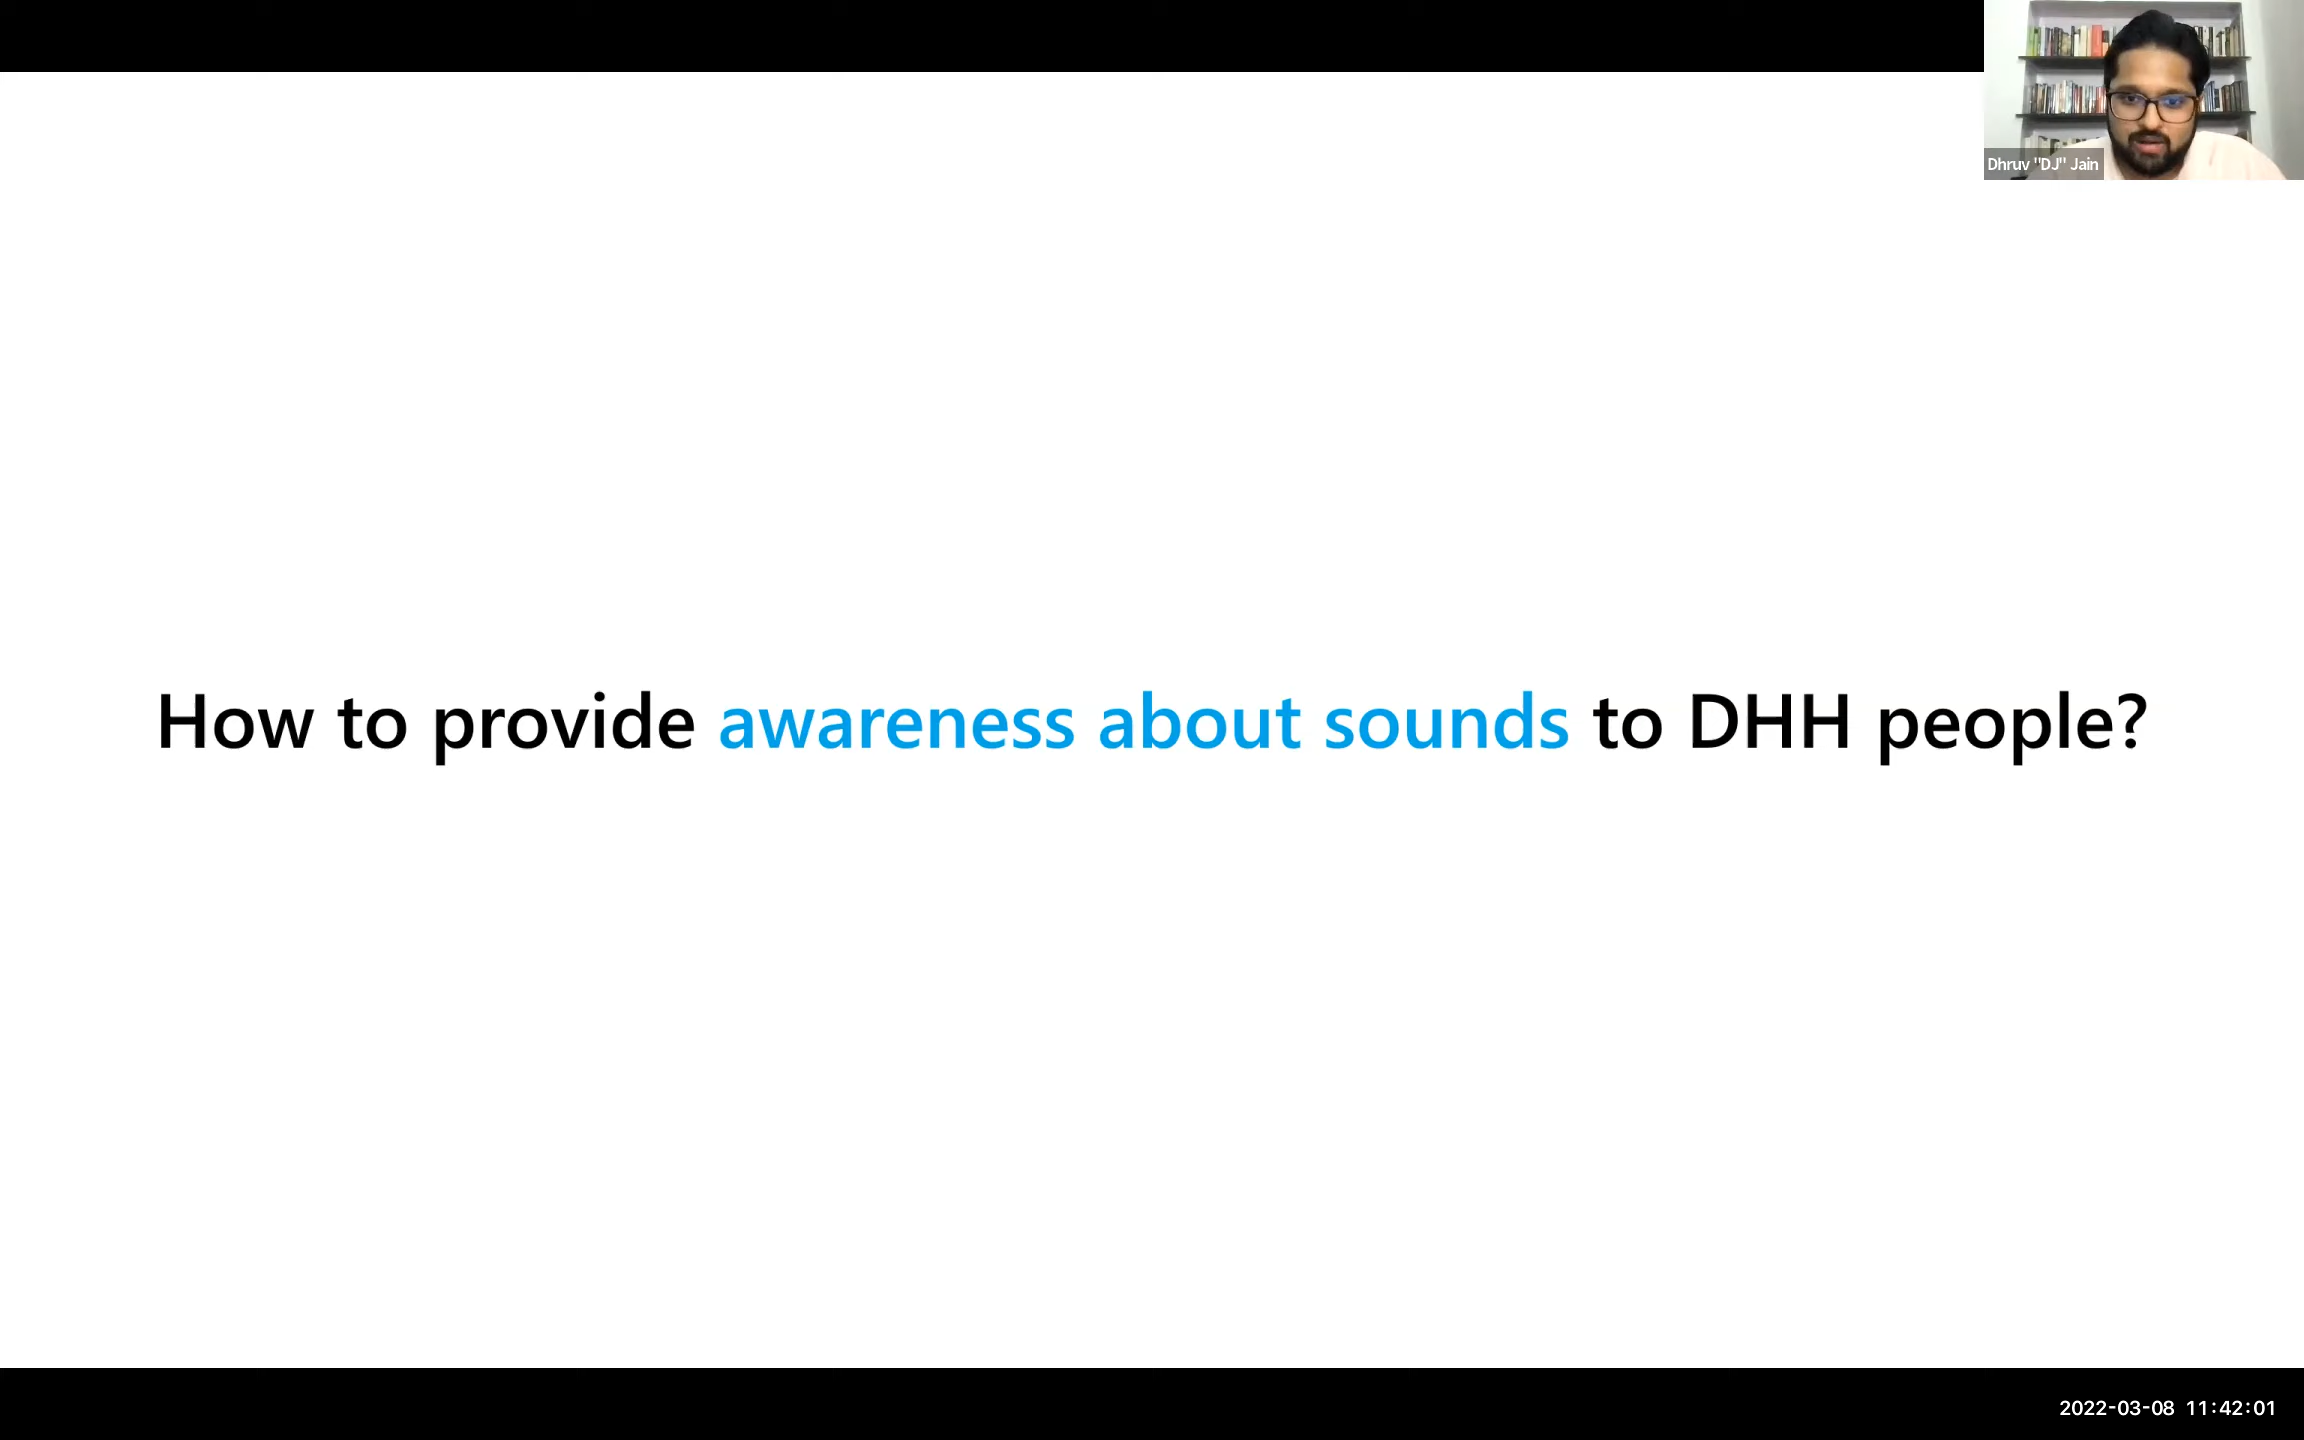 Dhruv "DJ" Jain
How to provide awareness about sounds to DHH people?
2022-03-08 11:42:01